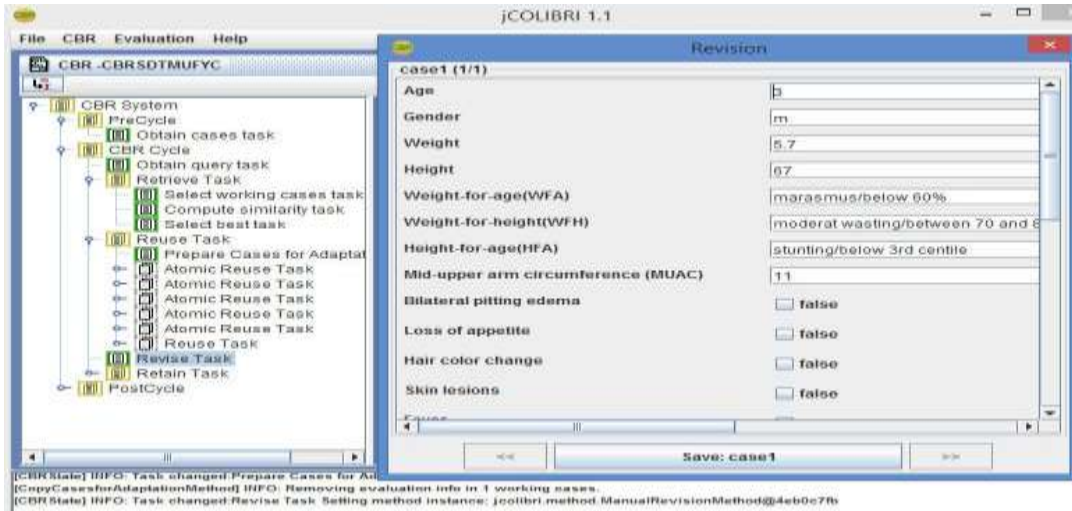 jCOLIBRI 1.1
File CBR Evaluation Help
CBR -CBRSDTMUFYC
CBR System
PreCycle
Obtain cases task
CBR Cycle
Obtain query task
Retrieve Task
Select working cases task
Compute similarity task
Select best task
Reuse Task
Prepare Cases for Adaptat
Atomic Reuse Task
Atomic Reuse Task
Atomic Reuse Task
Atomic Reuse Task
Atomic Reuse Task
Reuse Task
Revise Task
Retain Task
PostCycle
Revision
case1 (1/1)
Age
Gender m
Weight 5.7
Height 67
Weight-for-age(WFA) marasmus/below 60%
Weight-for-height(WFH) moderat wasting/between 70 and 8
Height-for-age(HFA) stunting/below 3rd centile
Mid-upper arm circumference (MUAC) 11
Bilateral pitting edema false
Loss of appetite false
Hair color change false
Skin lesions false
<< Save: case1 >>
[CBRState] INFO: Task changed:Prepare Cases for Ad
[CopyCasesforAdaptationMethod] INFO: Removing evaluation info in 1 working cases.
[CBRState] INFO: Task changed:Revise Task Setting method instance: jcolibri.method.ManualRevisionMethod@4eb0c7fb